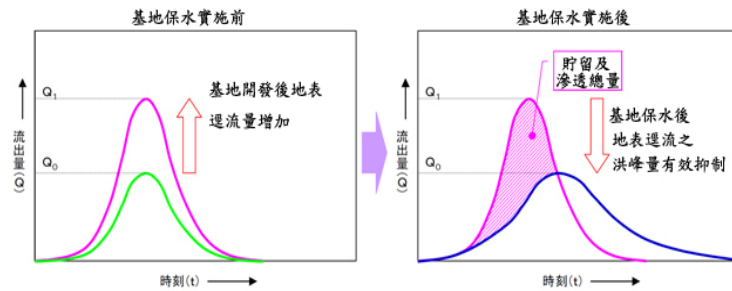 基地保水實施前
Q₁
Q₀
流出量(Q)
基地開發後地表
逕流量增加
時刻(t)
基地保水實施後
貯留及
滲透總量
Q₁
Q₀
流出量(Q)
基地保水後
地表逕流之
洪峰量有效抑制
時刻(t)